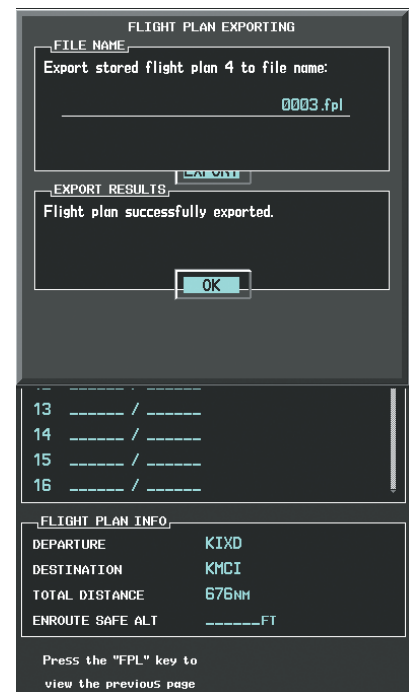 FLIGHT PLAN EXPORTING
FILE NAME
Export stored flight plan 4 to file name:
0003.fpl
EXPORT
EXPORT RESULTS
Flight plan successfully exported.
OK
13 ______ / ______
14 ______ / ______
15 ______ / ______
16 ______ / ______
FLIGHT PLAN INFO
DEPARTURE KIXD
DESTINATION KMCI
TOTAL DISTANCE 676NM
ENROUTE SAFE ALT ______FT
Press the "FPL" key to
view the previous page